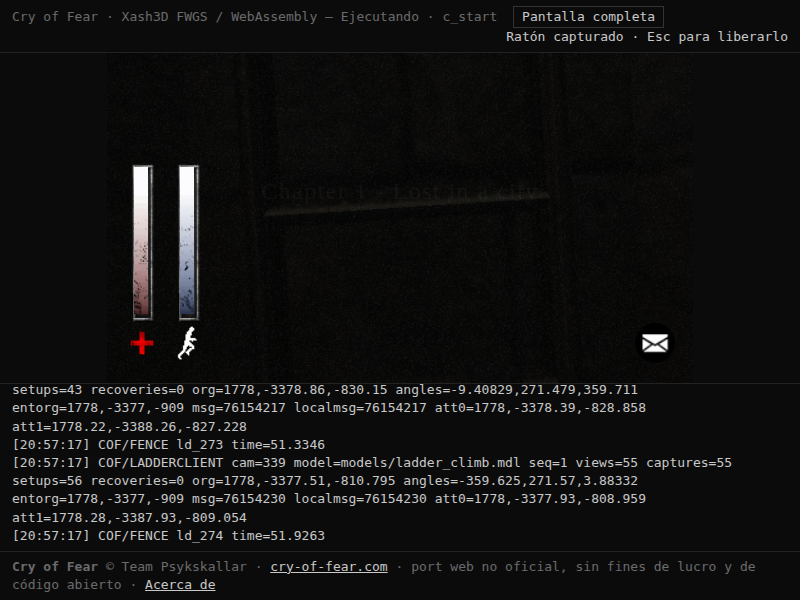 Cry of Fear · Xash3D FWGS / WebAssembly — Ejecutando · c_start
Pantalla completa
Ratón capturado · Esc para liberarlo
Chapter 1 - Lost in a city
setups=43 recoveries=0 org=1778,-3378.86,-830.15 angles=-9.40829,271.479,359.711
entorg=1778,-3377,-909 msg=76154217 localmsg=76154217 att0=1778,-3378.39,-828.858
att1=1778.22,-3388.26,-827.228
[20:57:17] COF/FENCE ld_273 time=51.3346
[20:57:17] COF/LADDERCLIENT cam=339 model=models/ladder_climb.mdl seq=1 views=55 captures=55
setups=56 recoveries=0 org=1778,-3377.51,-810.795 angles=-359.625,271.57,3.88332
entorg=1778,-3377,-909 msg=76154230 localmsg=76154230 att0=1778,-3377.93,-808.959
att1=1778.28,-3387.93,-809.054
[20:57:17] COF/FENCE ld_274 time=51.9263
Cry of Fear © Team Psyskallar · cry-of-fear.com · port web no oficial, sin fines de lucro y de
código abierto · Acerca de